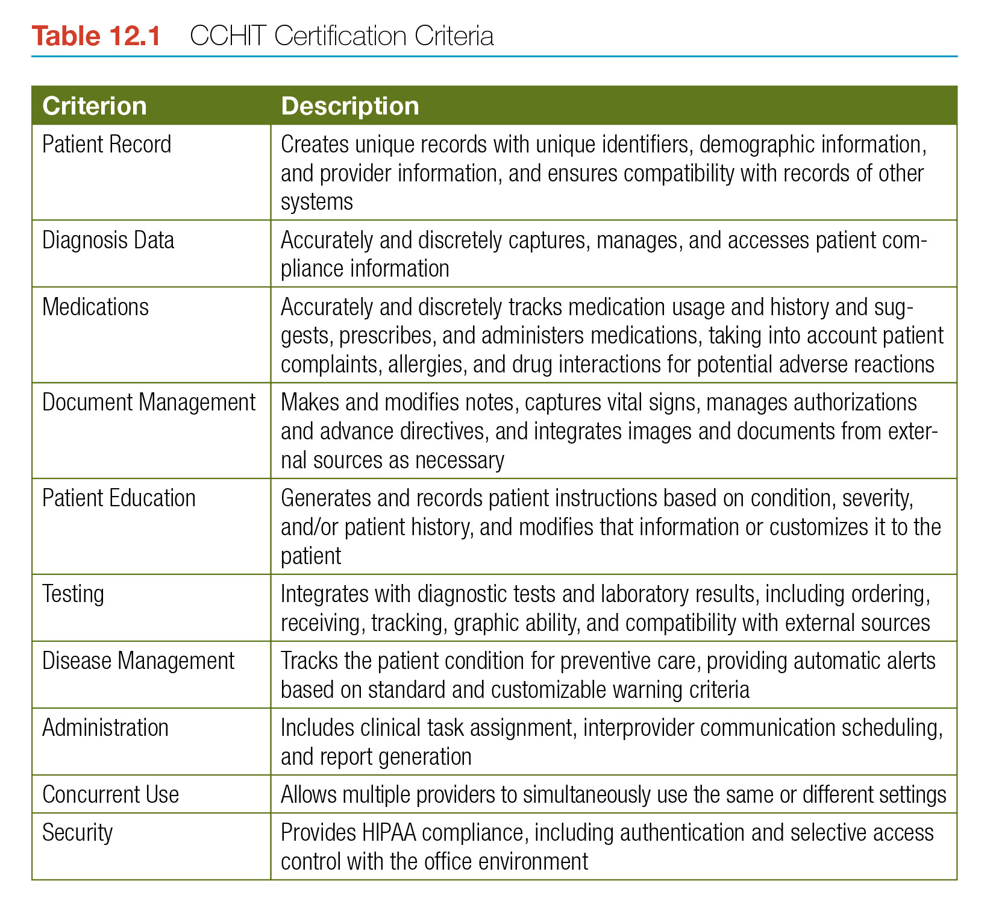 Table 12.1 CCHIT Certification Criteria
Criterion Description
Patient Record Creates unique records with unique identifiers, demographic information,
and provider information, and ensures compatibility with records of other
systems
Diagnosis Data Accurately and discretely captures, manages, and accesses patient com-
pliance information
Medications Accurately and discretely tracks medication usage and history and sug-
gests, prescribes, and administers medications, taking into account patient
complaints, allergies, and drug interactions for potential adverse reactions
Document Management Makes and modifies notes, captures vital signs, manages authorizations
and advance directives, and integrates images and documents from exter-
nal sources as necessary
Patient Education Generates and records patient instructions based on condition, severity,
and/or patient history, and modifies that information or customizes it to the
patient
Testing Integrates with diagnostic tests and laboratory results, including ordering,
receiving, tracking, graphic ability, and compatibility with external sources
Disease Management Tracks the patient condition for preventive care, providing automatic alerts
based on standard and customizable warning criteria
Administration Includes clinical task assignment, interprovider communication scheduling,
and report generation
Concurrent Use Allows multiple providers to simultaneously use the same or different settings
Security Provides HIPAA compliance, including authentication and selective access
control with the office environment